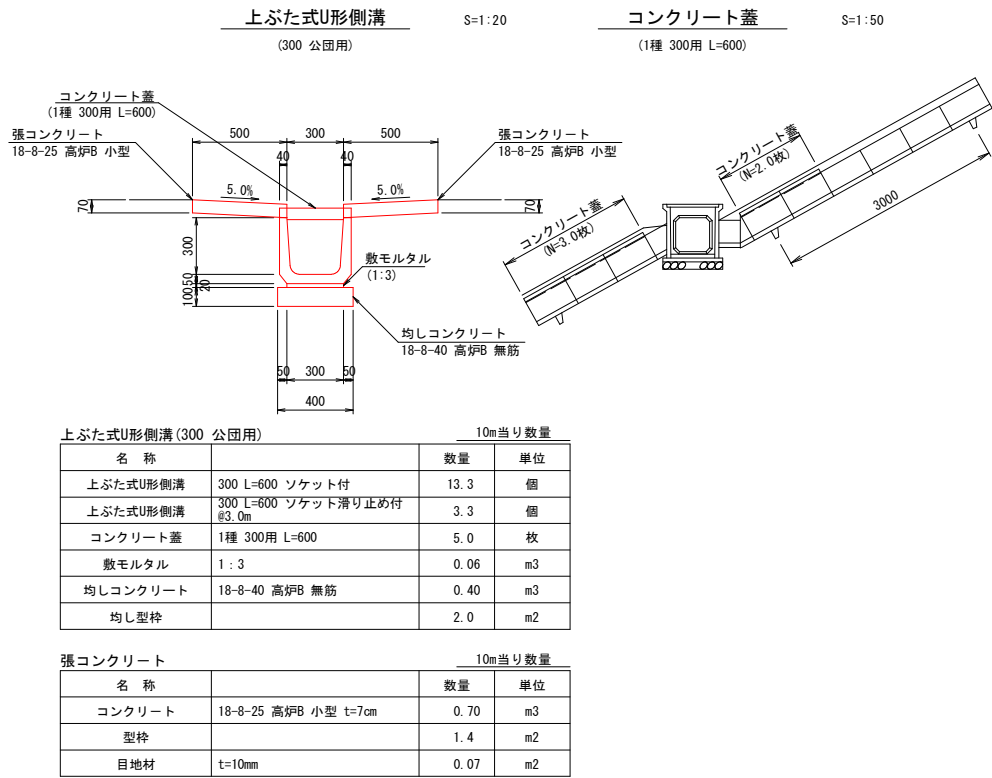 上ぶた式U形側溝 S=1:20
(300 公団用)
コンクリート蓋 S=1:50
(1種 300用 L=600)
コンクリート蓋
(1種 300用 L=600)
張コンクリート
18-8-25 高炉B 小型
500
300
500
張コンクリート
18-8-25 高炉B 小型
40
40
5.0%
5.0%
70
70
300
50
20
100
敷モルタル
(1:3)
均しコンクリート
18-8-40 高炉B 無筋
50
300
50
400
コンクリート蓋
(N=2.0枚)
コンクリート蓋
(N=3.0枚)
3000
上ぶた式U形側溝(300 公団用) 10m当り数量
名 称 数量 単位
上ぶた式U形側溝 300 L=600 ソケット付 13.3 個
上ぶた式U形側溝 300 L=600 ソケット滑り止め付 3.3 個
@3.0m
コンクリート蓋 1種 300用 L=600 5.0 枚
敷モルタル 1：3 0.06 m3
均しコンクリート 18-8-40 高炉B 無筋 0.40 m3
均し型枠 2.0 m2
張コンクリート 10m当り数量
名 称 数量 単位
コンクリート 18-8-25 高炉B 小型 t=7cm 0.70 m3
型枠 1.4 m2
目地材 t=10mm 0.07 m2